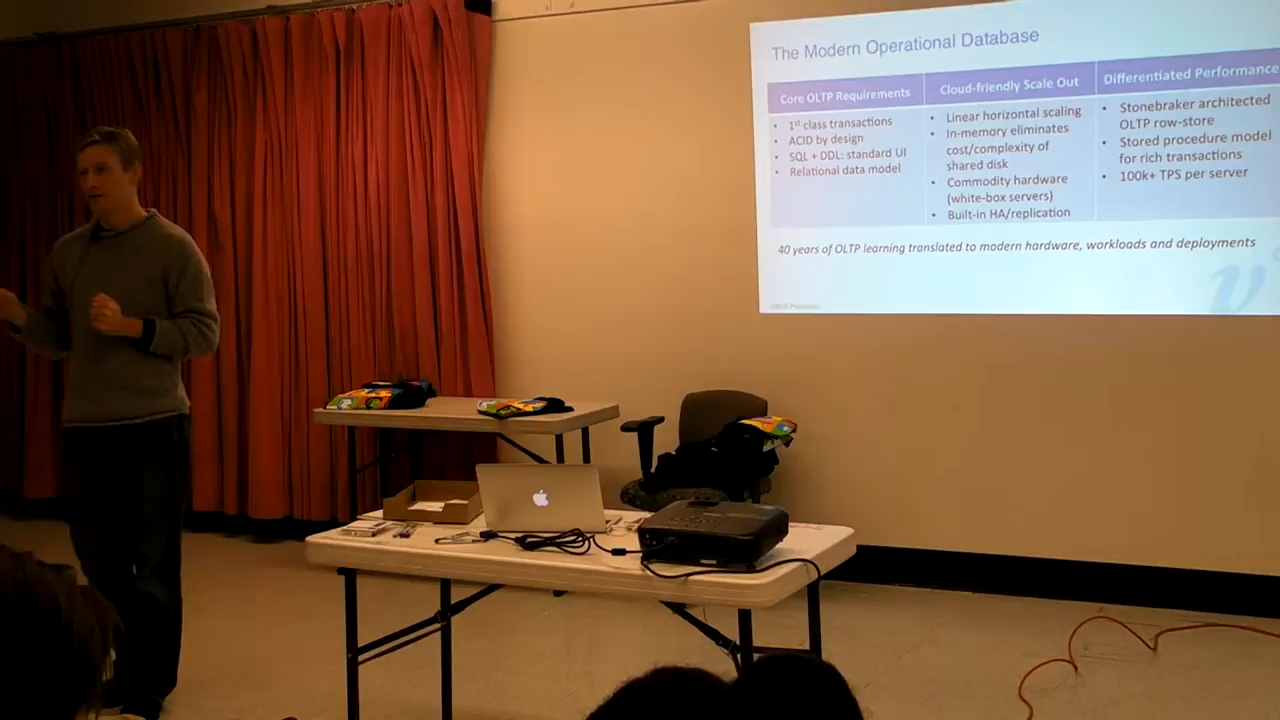 The Modern Operational Database
Core OLTP Requirements
• 1st class transactions
• ACID by design
• SQL + DDL: standard UI
• Relational data model
Cloud-friendly Scale Out
• Linear horizontal scaling
• In-memory eliminates
cost/complexity of
shared disk
• Commodity hardware
(white-box servers)
• Built-in HA/replication
Differentiated Performance
• Stonebraker architected
OLTP row-store
• Stored procedure model
for rich transactions
• 100k+ TPS per server
40 years of OLTP learning translated to modern hardware, workloads and deployments